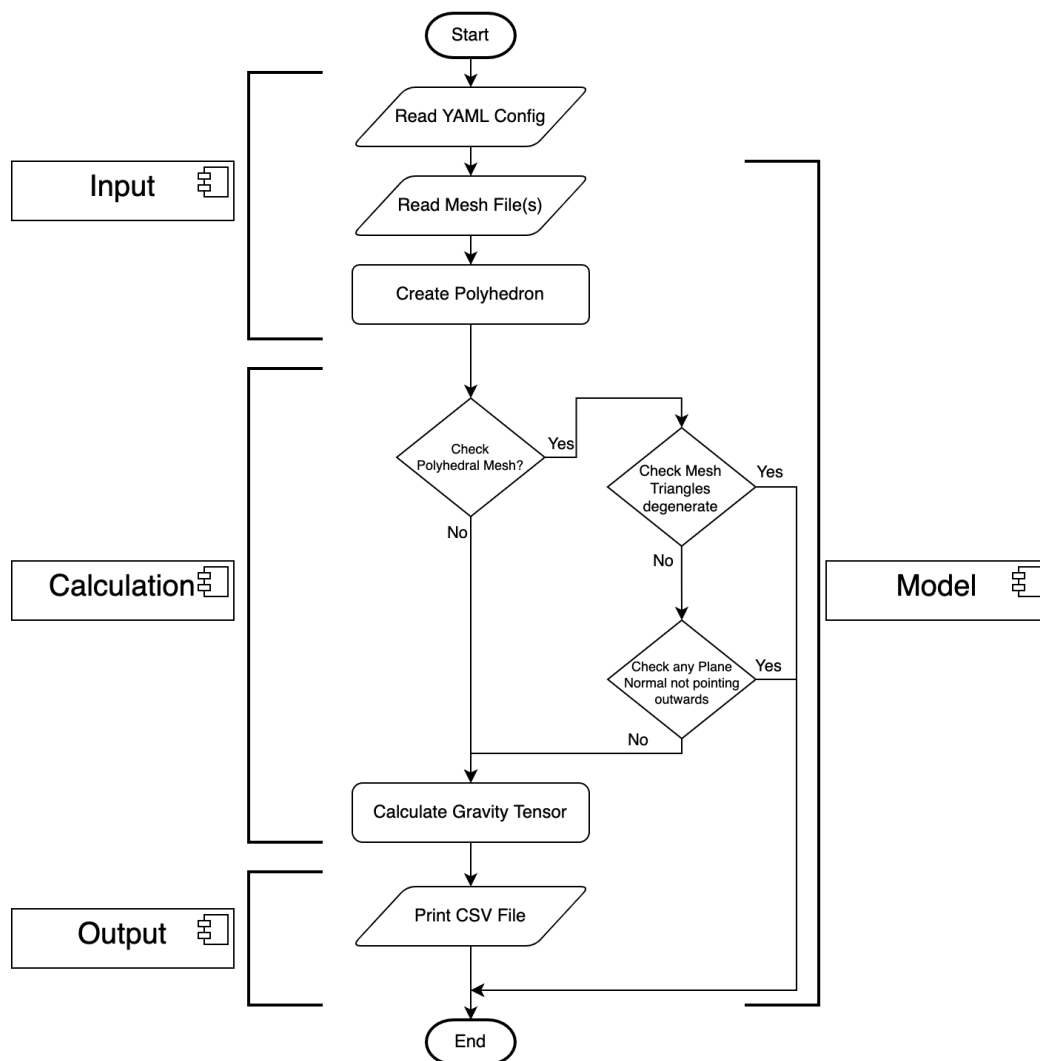 Start
Read YAML Config
Input
Read Mesh File(s)
Create Polyhedron
Check
Polyhedral Mesh?
Yes
No
Check Mesh
Triangles
degenerate
Yes
No
Calculation
Model
Check any Plane
Normal not pointing
outwards
Yes
No
Calculate Gravity Tensor
Output
Print CSV File
End